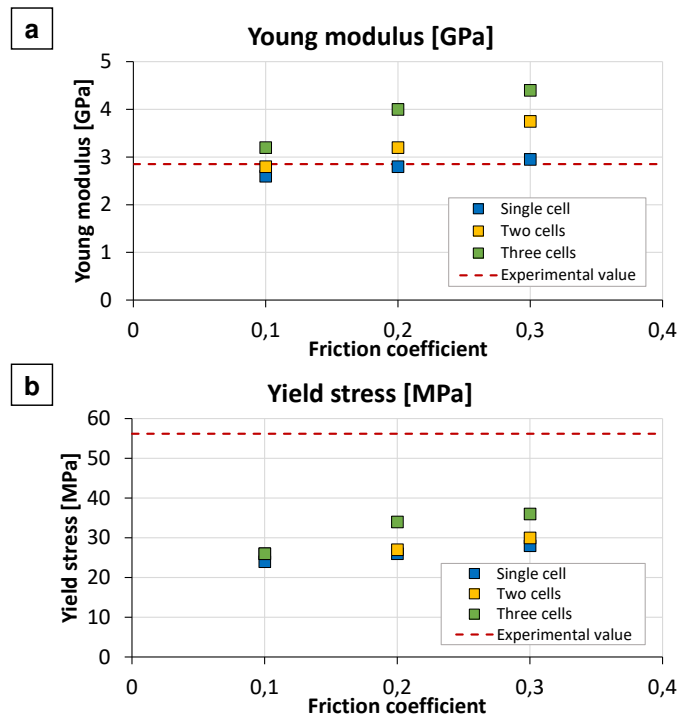 a
Young modulus [GPa]
Young modulus [GPa]
5
4
3
2
1
0
Single cell
Two cells
Three cells
Experimental value
0
0,1
0,2
0,3
0,4
Friction coefficient
b
Yield stress [MPa]
Yield stress [MPa]
60
50
40
30
20
10
0
Single cell
Two cells
Three cells
Experimental value
0
0,1
0,2
0,3
0,4
Friction coefficient